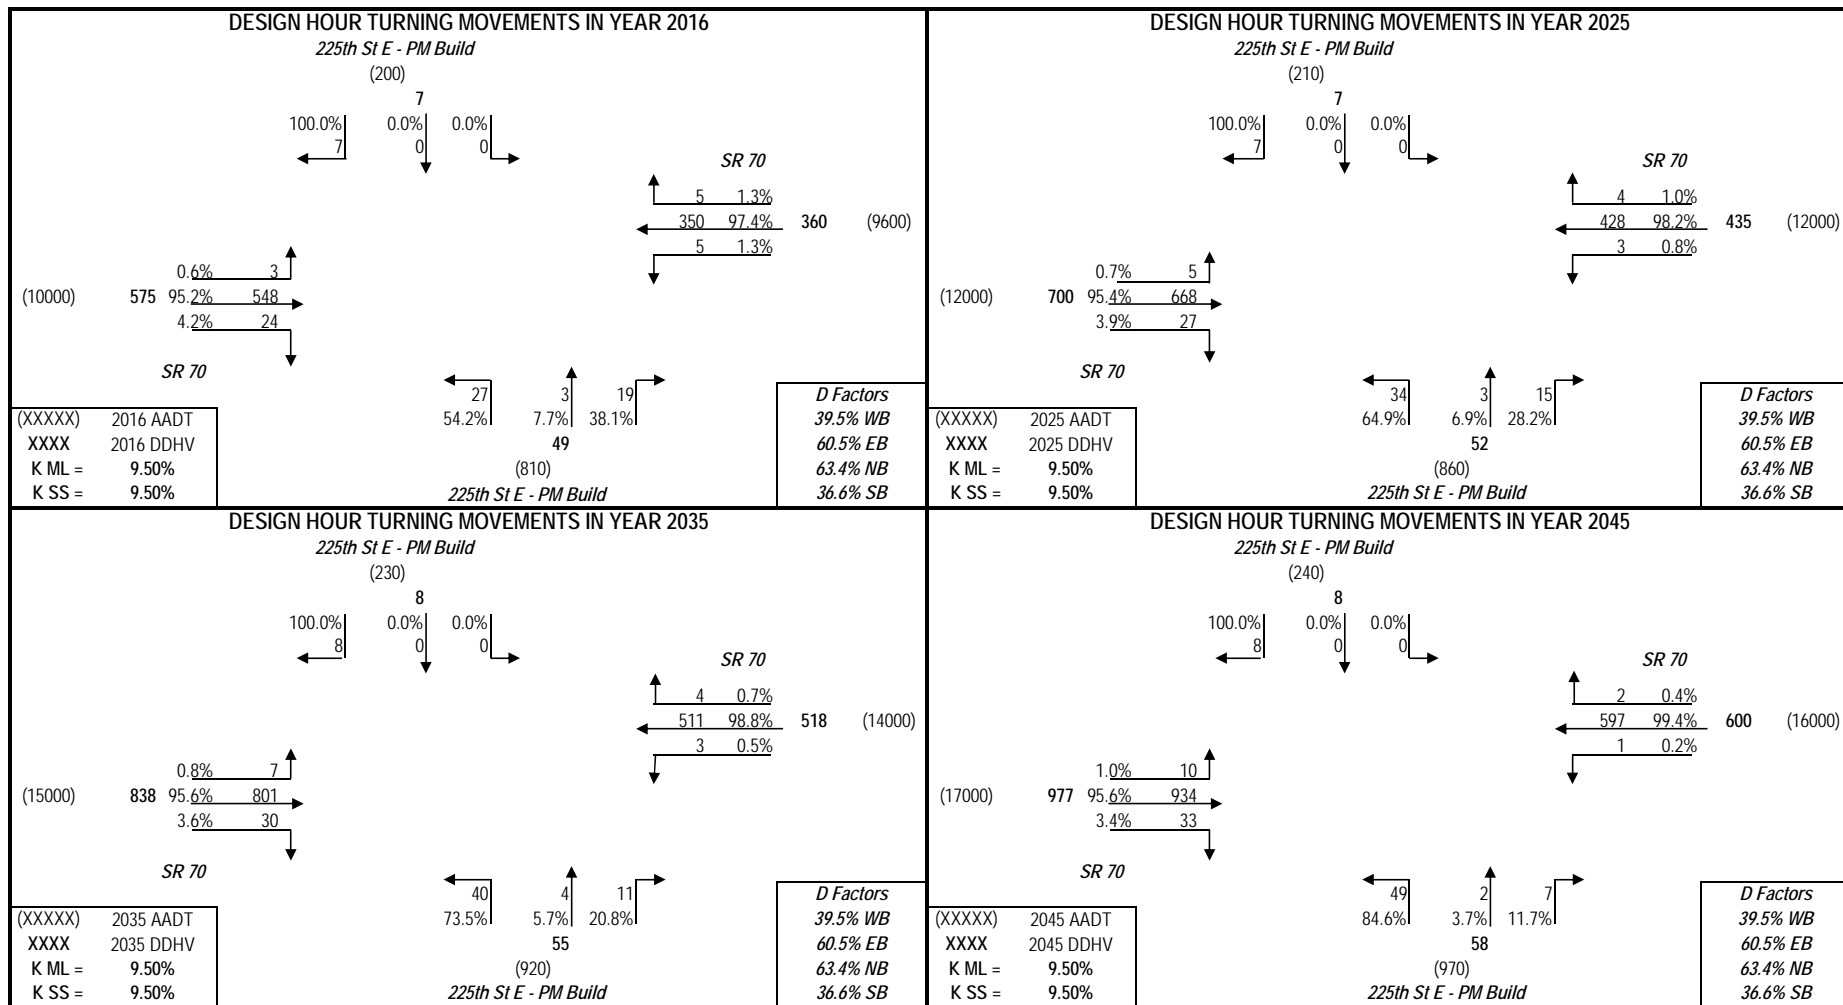 DESIGN HOUR TURNING MOVEMENTS IN YEAR 2016
225th St E - PM Build
(200)
7
100.0% 0.0% 0.0%
7 0 0
SR 70
5 1.3%
350 97.4% 360 (9600)
5 1.3%
0.6% 3
(10000) 575 95.2% 548
4.2% 24
SR 70
27 3 19
54.2% 7.7% 38.1%
49
(810)
225th St E - PM Build
(XXXXX) 2016 AADT
XXXX 2016 DDHV
K ML = 9.50%
K SS = 9.50%
D Factors
39.5% WB
60.5% EB
63.4% NB
36.6% SB
DESIGN HOUR TURNING MOVEMENTS IN YEAR 2025
225th St E - PM Build
(210)
7
100.0% 0.0% 0.0%
7 0 0
SR 70
4 1.0%
428 98.2% 435 (12000)
3 0.8%
0.7% 5
(12000) 700 95.4% 668
3.9% 27
SR 70
34 3 15
64.9% 6.9% 28.2%
52
(860)
225th St E - PM Build
(XXXXX) 2025 AADT
XXXX 2025 DDHV
K ML = 9.50%
K SS = 9.50%
D Factors
39.5% WB
60.5% EB
63.4% NB
36.6% SB
DESIGN HOUR TURNING MOVEMENTS IN YEAR 2035
225th St E - PM Build
(230)
8
100.0% 0.0% 0.0%
8 0 0
SR 70
4 0.7%
511 98.8% 518 (14000)
3 0.5%
0.8% 7
(15000) 838 95.6% 801
3.6% 30
SR 70
40 4 11
73.5% 5.7% 20.8%
55
(920)
225th St E - PM Build
(XXXXX) 2035 AADT
XXXX 2035 DDHV
K ML = 9.50%
K SS = 9.50%
D Factors
39.5% WB
60.5% EB
63.4% NB
36.6% SB
DESIGN HOUR TURNING MOVEMENTS IN YEAR 2045
225th St E - PM Build
(240)
8
100.0% 0.0% 0.0%
8 0 0
SR 70
2 0.4%
597 99.4% 600 (16000)
1 0.2%
1.0% 10
(17000) 977 95.6% 934
3.4% 33
SR 70
49 2 7
84.6% 3.7% 11.7%
58
(970)
225th St E - PM Build
(XXXXX) 2045 AADT
XXXX 2045 DDHV
K ML = 9.50%
K SS = 9.50%
D Factors
39.5% WB
60.5% EB
63.4% NB
36.6% SB